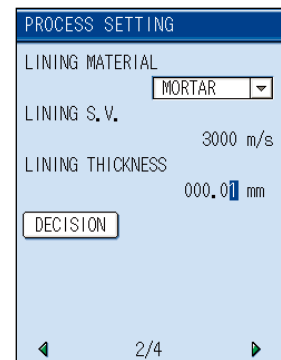 PROCESS SETTING
LINING MATERIAL
MORTAR
LINING S.V.
3000 m/s
LINING THICKNESS
000.01 mm
DECISION
2/4